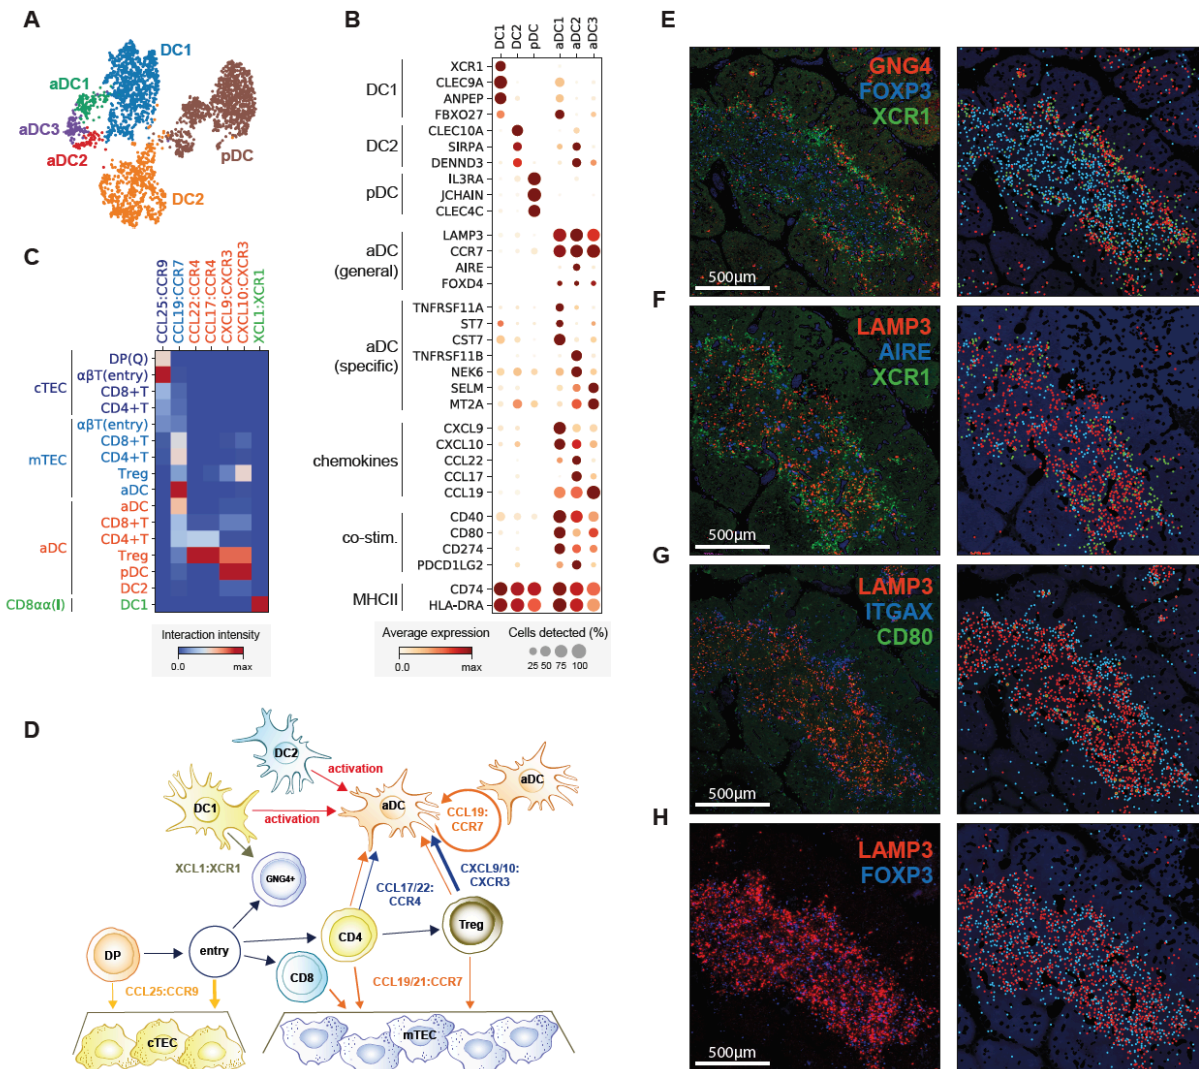 A
DC1
aDC1
aDC3
aDC2
pDC
DC2
B
DC1
DC2
pDC
aDC1
aDC2
aDC3
DC1
XCR1
CLEC9A
ANPEP
FBXO27
DC2
CLEC10A
SIRPA
DENND3
pDC
IL3RA
JCHAIN
CLEC4C
aDC
(general)
LAMP3
CCR7
AIRE
FOXD4
aDC
(specific)
TNFRSF11A
ST7
CST7
TNFRSF11B
NEK6
SELM
MT2A
chemokines
CXCL9
CXCL10
CCL22
CCL17
CCL19
co-stim.
CD40
CD80
CD274
PDCD1LG2
MHCII
CD74
HLA-DRA
Average expression
0.0 max
Cells detected (%)
25 50 75 100
C
CCL25:CCR9
CCL19:CCR7
CCL22:CCR4
CCL17:CCR4
CXCL9:CXCR3
CXCL10:CXCR3
XCL1:XCR1
cTEC
DP(Q)
αβT(entry)
CD8+T
CD4+T
mTEC
αβT(entry)
CD8+T
CD4+T
Treg
aDC
aDC
aDC
CD8+T
CD4+T
Treg
pDC
DC2
CD8αα(I)
DC1
Interaction intensity
0.0 max
D
DC2
activation
aDC
aDC
DC1
activation
CCL19:
CCR7
XCL1:XCR1
GNG4+
CXCL9/10:
CXCR3
CCL17/22:
CCR4
Treg
CD4
DP
entry
CD8
CCL25:CCR9
CCL19/21:CCR7
cTEC
mTEC
E
GNG4
FOXP3
XCR1
500μm
F
LAMP3
AIRE
XCR1
500μm
G
LAMP3
ITGAX
CD80
500μm
H
LAMP3
FOXP3
500μm